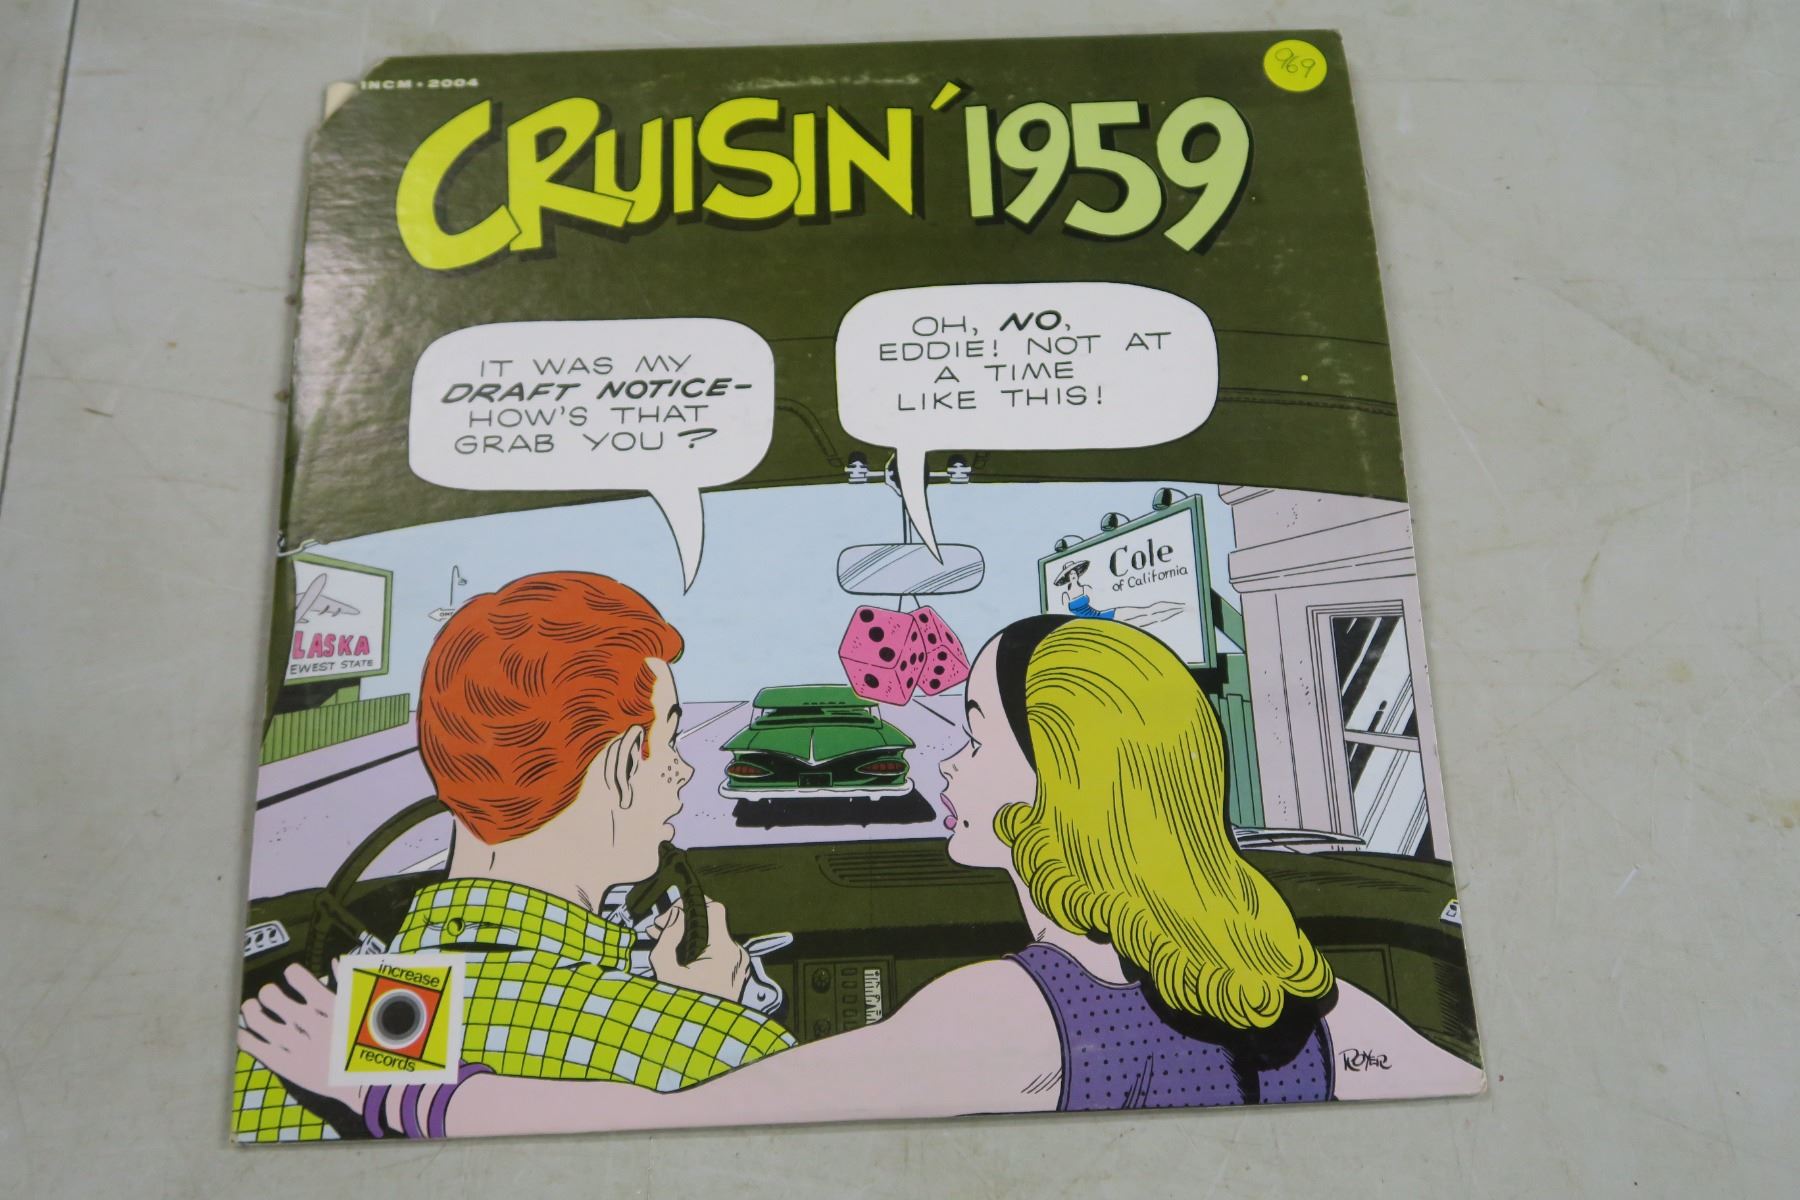 INCM • 2004
969
CRUISIN' 1959
IT WAS MY
DRAFT NOTICE-
HOW'S THAT
GRAB YOU?
OH, NO,
EDDIE! NOT AT
A TIME
LIKE THIS!
LASKA
EWEST STATE
Cole
of California
increase
records
ROYER